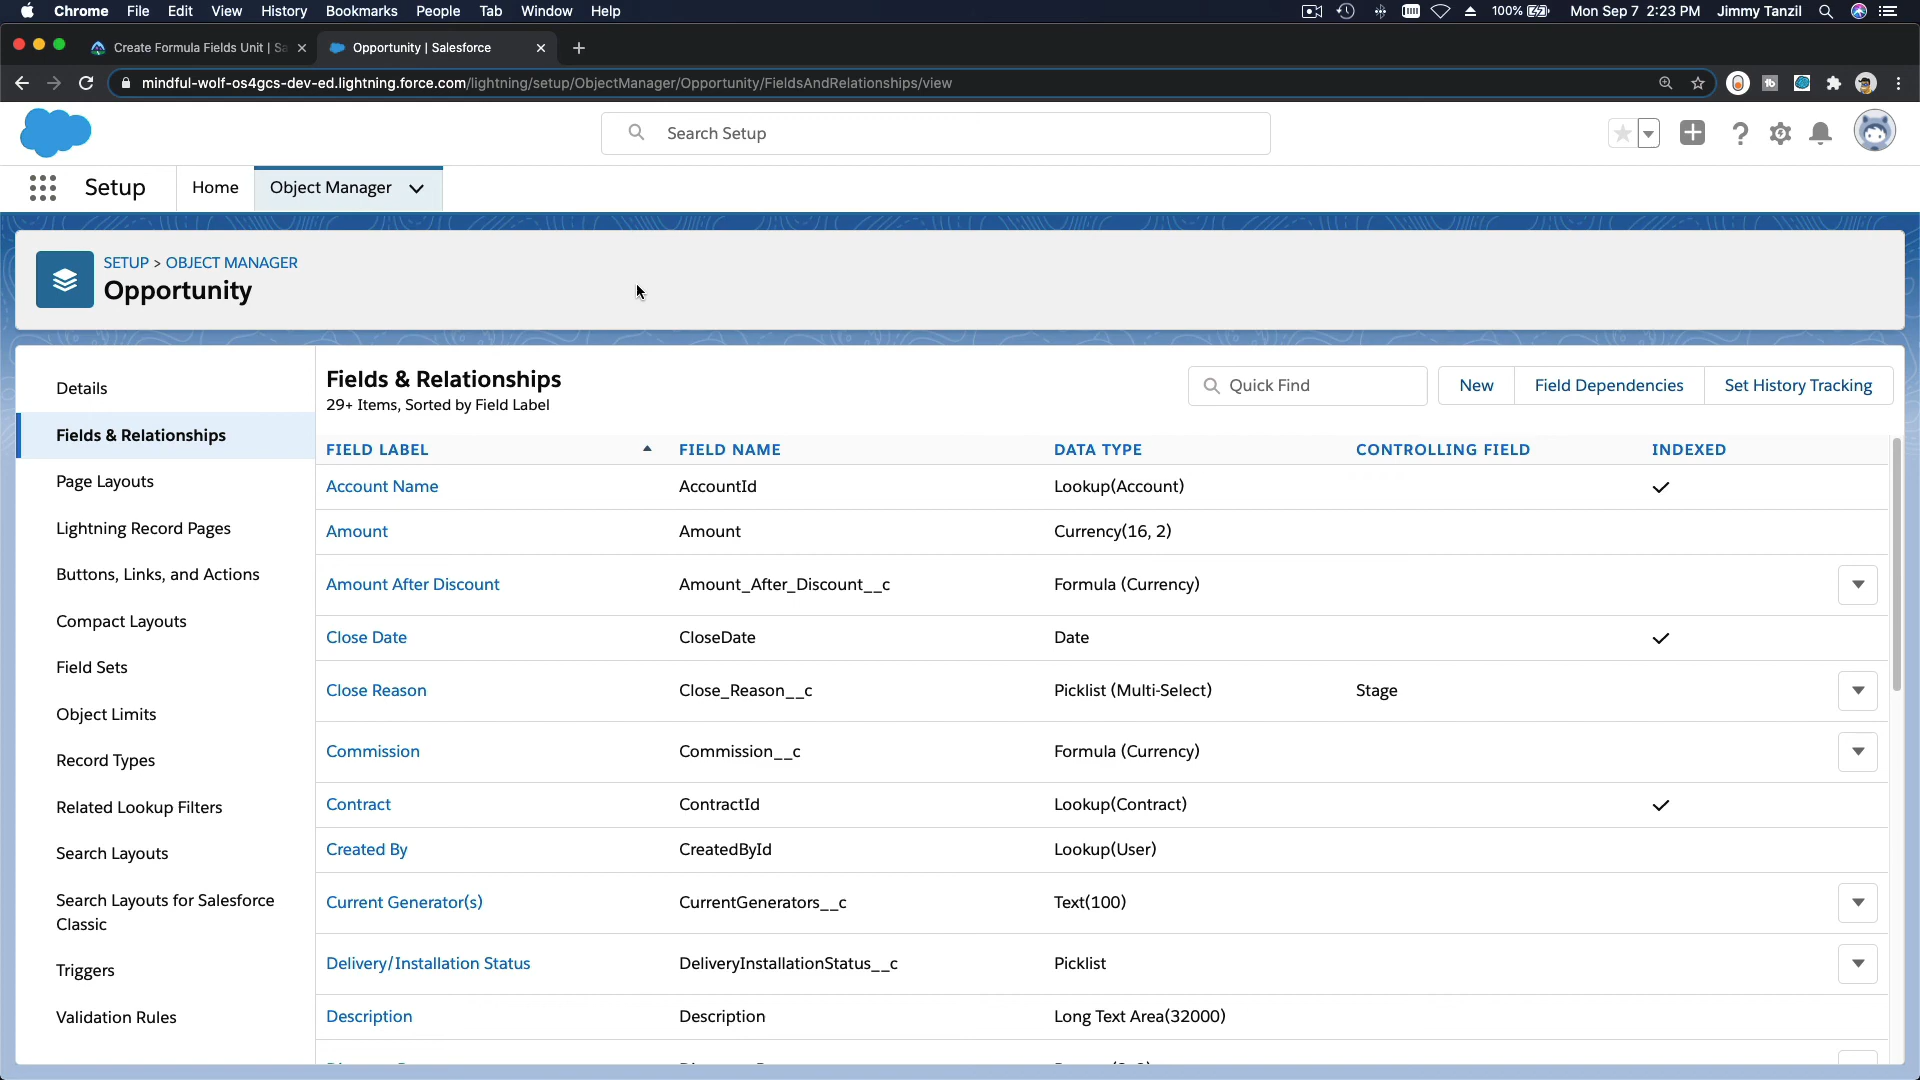 Chrome File Edit View History Bookmarks People Tab Window Help 100% Mon Sep 7 2:23 PM Jimmy Tanzil
Create Formula Fields Unit | Sa Opportunity | Salesforce
mindful-wolf-os4gcs-dev-ed.lightning.force.com/lightning/setup/ObjectManager/Opportunity/FieldsAndRelationships/view
Search Setup
Setup Home Object Manager
SETUP > OBJECT MANAGER
Opportunity
Details
Fields & Relationships
Page Layouts
Lightning Record Pages
Buttons, Links, and Actions
Compact Layouts
Field Sets
Object Limits
Record Types
Related Lookup Filters
Search Layouts
Search Layouts for Salesforce
Classic
Triggers
Validation Rules
Fields & Relationships
29+ Items, Sorted by Field Label
Quick Find New Field Dependencies Set History Tracking
FIELD LABEL FIELD NAME DATA TYPE CONTROLLING FIELD INDEXED
Account Name AccountId Lookup(Account)
Amount Amount Currency(16, 2)
Amount After Discount Amount_After_Discount__c Formula (Currency)
Close Date CloseDate Date
Close Reason Close_Reason__c Picklist (Multi-Select) Stage
Commission Commission__c Formula (Currency)
Contract ContractId Lookup(Contract)
Created By CreatedById Lookup(User)
Current Generator(s) CurrentGenerators__c Text(100)
Delivery/Installation Status DeliveryInstallationStatus__c Picklist
Description Description Long Text Area(32000)